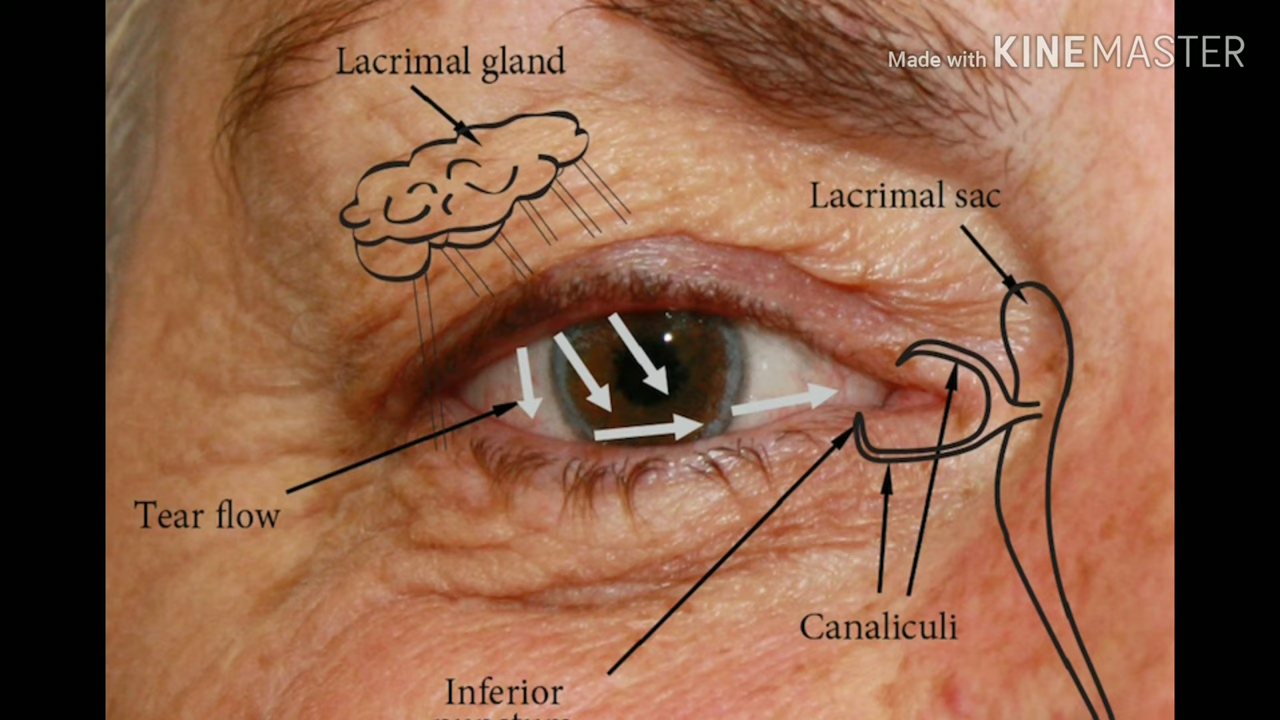 Made with KINEMASTER
Lacrimal gland
Lacrimal sac
Tear flow
Canaliculi
Inferior